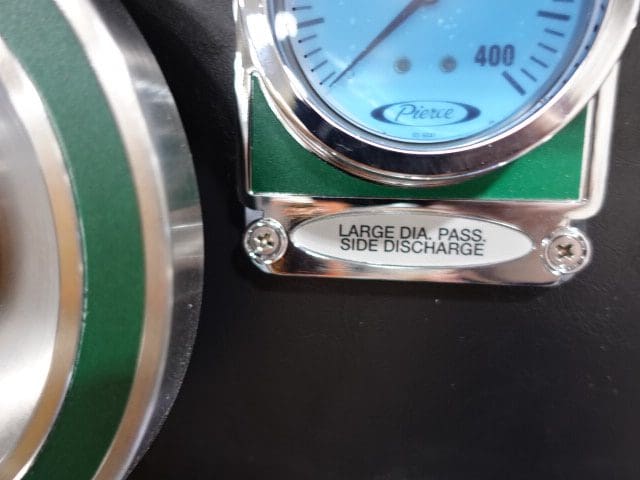 400
Pierce
LARGE DIA. PASS.
SIDE DISCHARGE